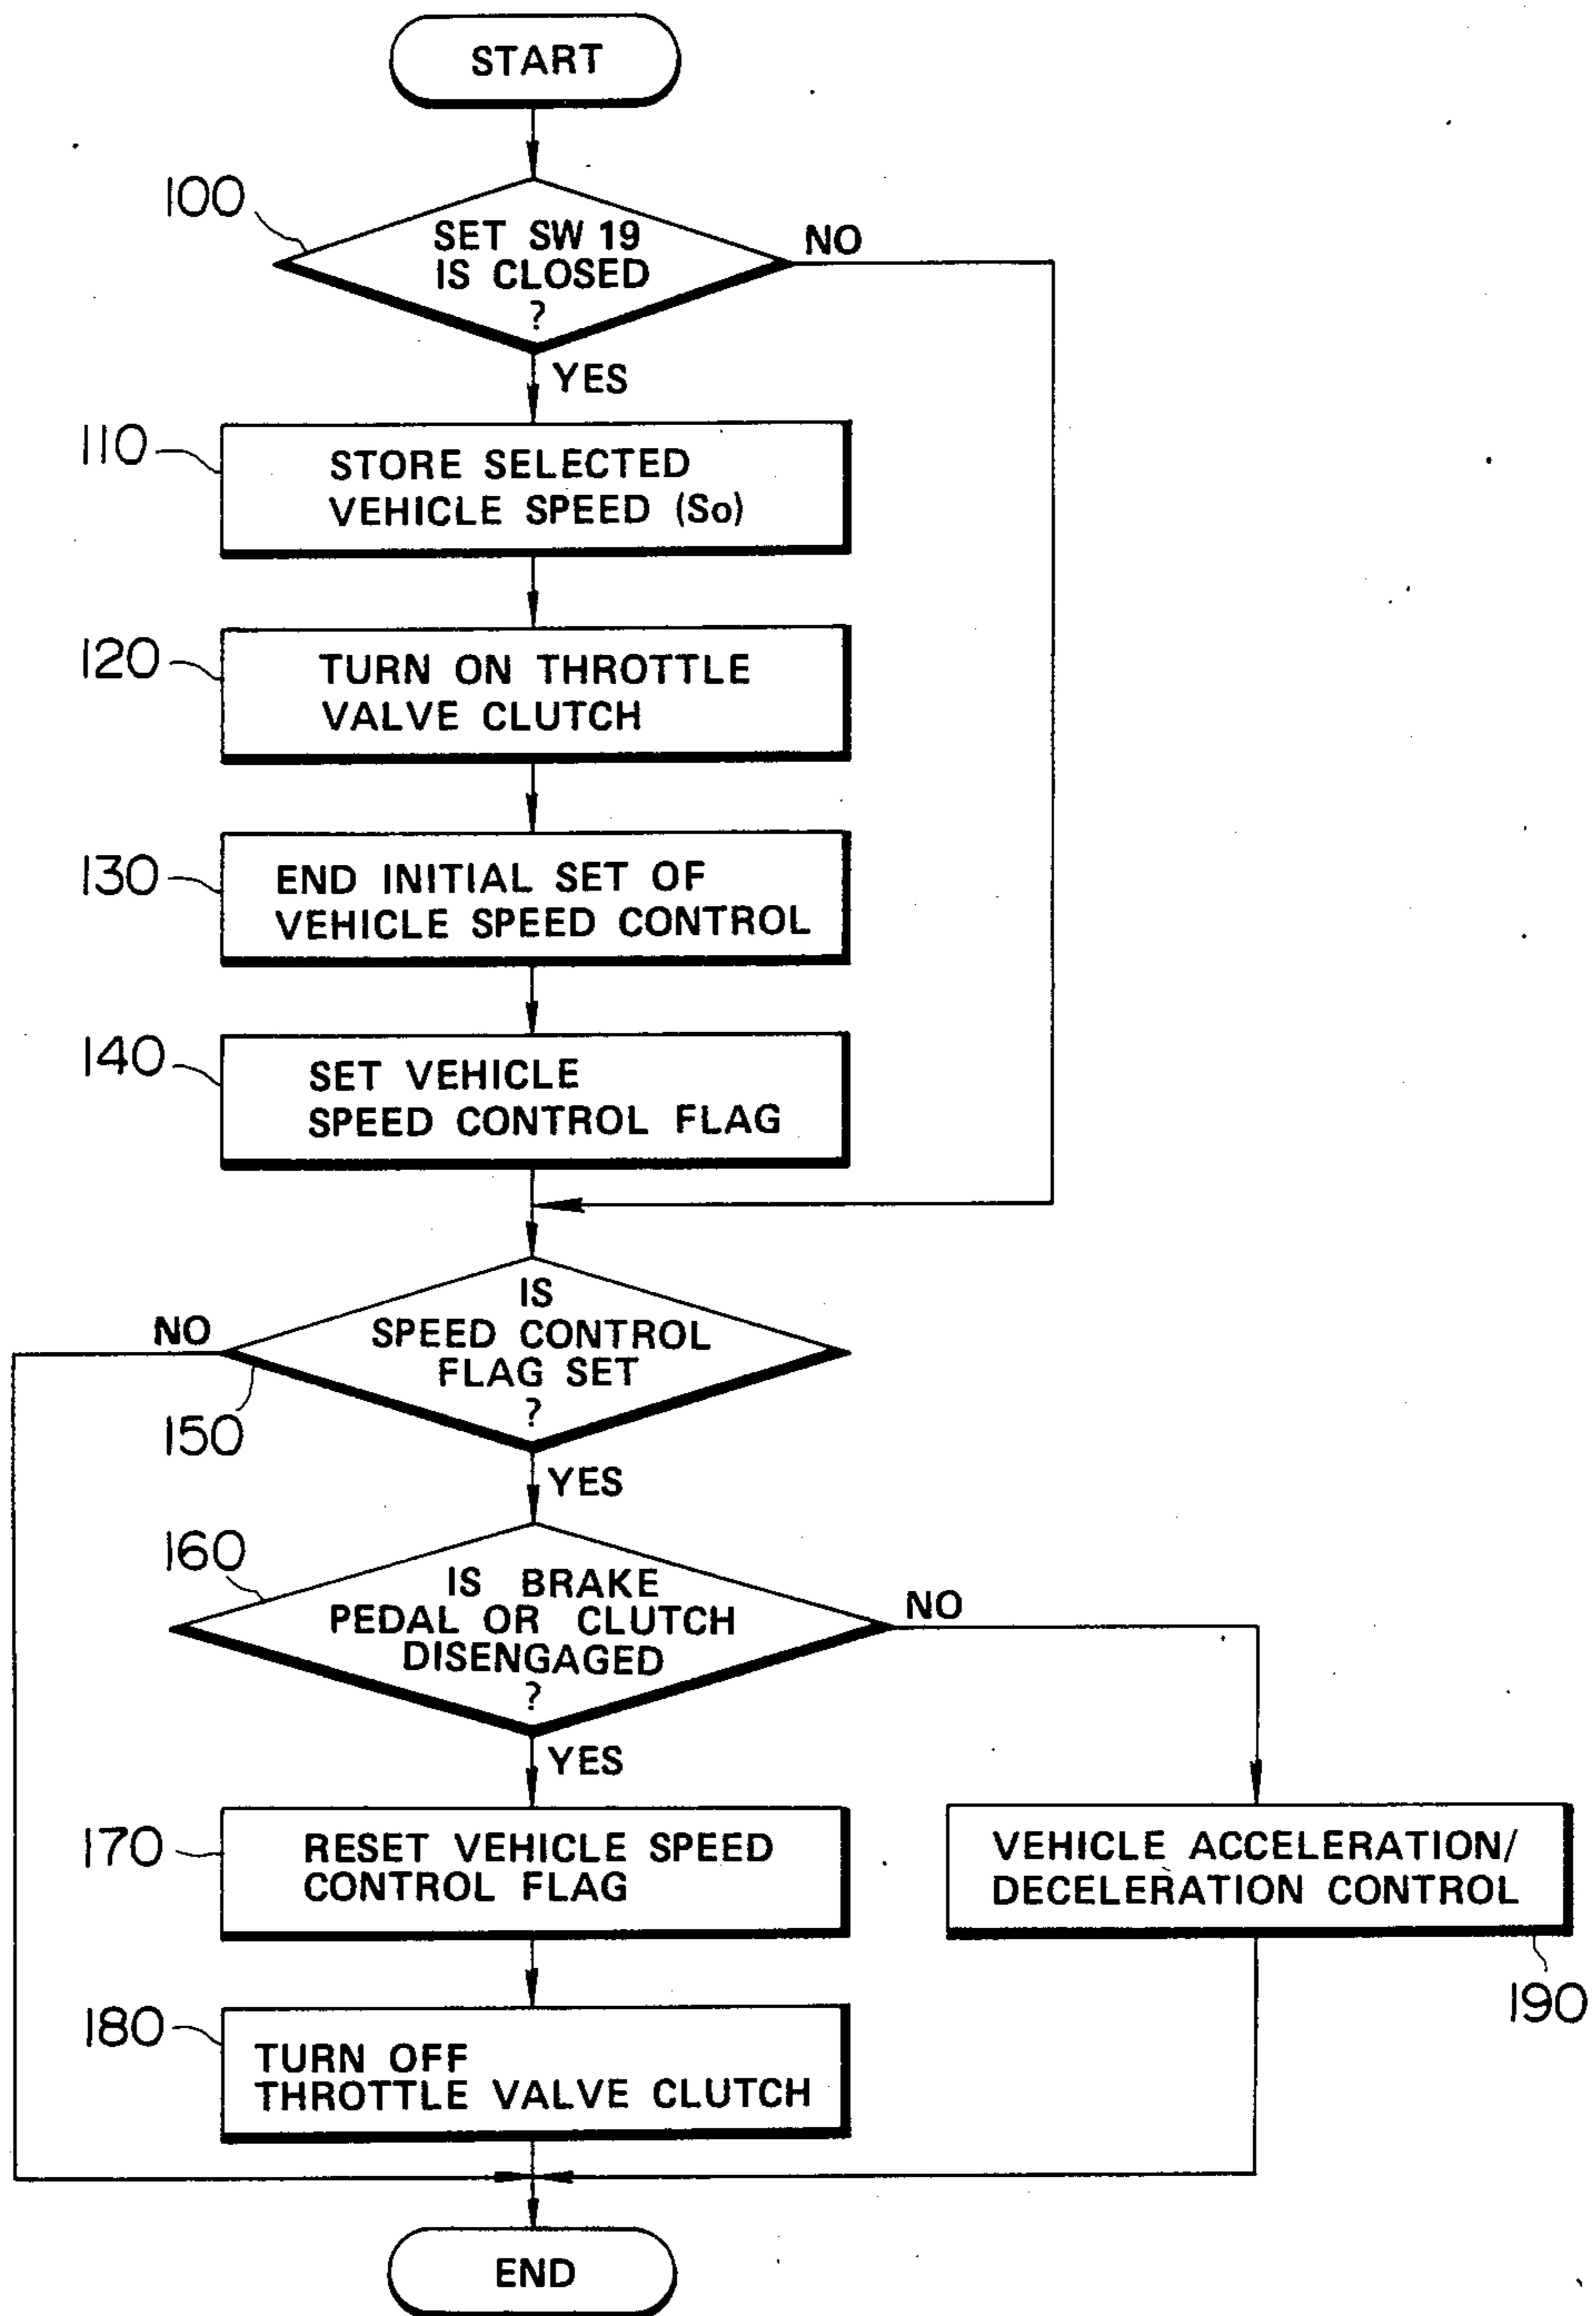 START
100
SET SW 19
IS CLOSED
?
NO
YES
110
STORE SELECTED
VEHICLE SPEED (So)
120
TURN ON THROTTLE
VALVE CLUTCH
130
END INITIAL SET OF
VEHICLE SPEED CONTROL
140
SET VEHICLE
SPEED CONTROL FLAG
IS
SPEED CONTROL
FLAG SET
?
NO
150
YES
160
IS BRAKE
PEDAL OR CLUTCH
DISENGAGED
?
NO
YES
170
RESET VEHICLE SPEED
CONTROL FLAG
VEHICLE ACCELERATION/
DECELERATION CONTROL
190
180
TURN OFF
THROTTLE VALVE CLUTCH
END